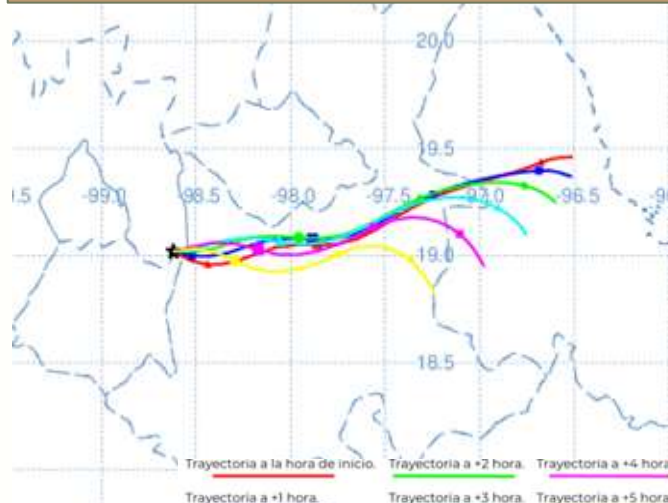 20.0
19.5
.5 -99.0 -98.5 -98.0 -97.5 -97.0 -96.5 -96
19.0
18.5
Trayectoria a la hora de inicio. Trayectoria a +2 hora. Trayectoria a +4 hora.
Trayectoria a +1 hora. Trayectoria a +3 hora. Trayectoria a +5 hora.